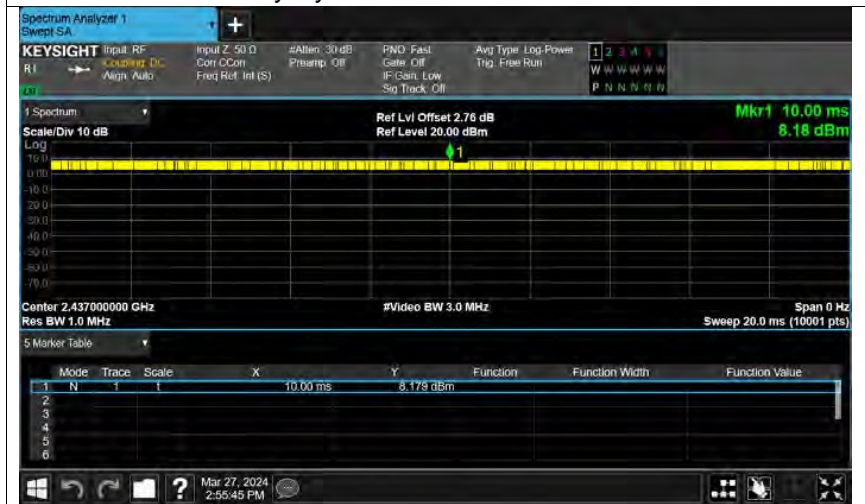 Spectrum Analyzer 1
Swept SA
+
KEYSIGHT Input: RF Input Z: 50 Ω #Atten: 30 dB PNO: Fast Avg Type: Log-Power 1 2 3 4 5 6
Coupling: DC Corr CCorr Preamp: Off Gate: Off Trig: Free Run W W W W W W
Align: Auto Freq Ref: Int (S) IF Gain: Low P N N N N N
Sig Track: Off
1 Spectrum
Ref Lvl Offset 2.76 dB Mkr1 10.00 ms
Scale/Div 10 dB Ref Level 20.00 dBm 8.18 dBm
Log
1
10.0
0.00
-10.0
-20.0
-30.0
-40.0
-50.0
-60.0
-70.0
Center 2.437000000 GHz #Video BW 3.0 MHz Span 0 Hz
Res BW 1.0 MHz Sweep 20.0 ms (10001 pts)
5 Marker Table
Mode Trace Scale X Y Function Function Width Function Value
1 N 1 t 10.00 ms 8.179 dBm
2
3
4
5
6
? Mar 27, 2024
2:55:45 PM